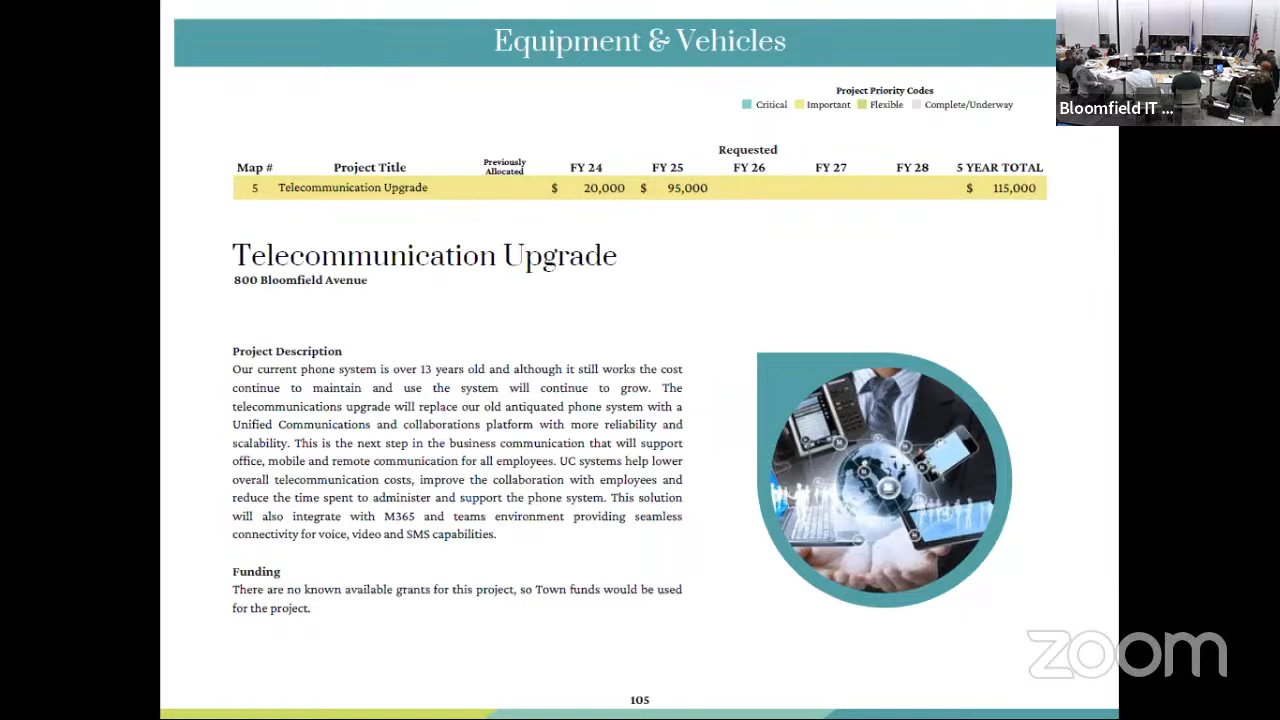 Equipment & Vehicles
Bloomfield IT ...
Project Priority Codes
Critical Important Flexible Complete/Underway
Requested
Map # Project Title Previously Allocated FY 24 FY 25 FY 26 FY 27 FY 28 5 YEAR TOTAL
5 Telecommunication Upgrade $ 20,000 $ 95,000 $ 115,000
Telecommunication Upgrade
800 Bloomfield Avenue
Project Description
Our current phone system is over 13 years old and although it still works the cost
continue to maintain and use the system will continue to grow. The
telecommunications upgrade will replace our old antiquated phone system with a
Unified Communications and collaborations platform with more reliability and
scalability. This is the next step in the business communication that will support
office, mobile and remote communication for all employees. UC systems help lower
overall telecommunication costs, improve the collaboration with employees and
reduce the time spent to administer and support the phone system. This solution
will also integrate with M365 and teams environment providing seamless
connectivity for voice, video and SMS capabilities.
Funding
There are no known available grants for this project, so Town funds would be used
for the project.
zoom
105